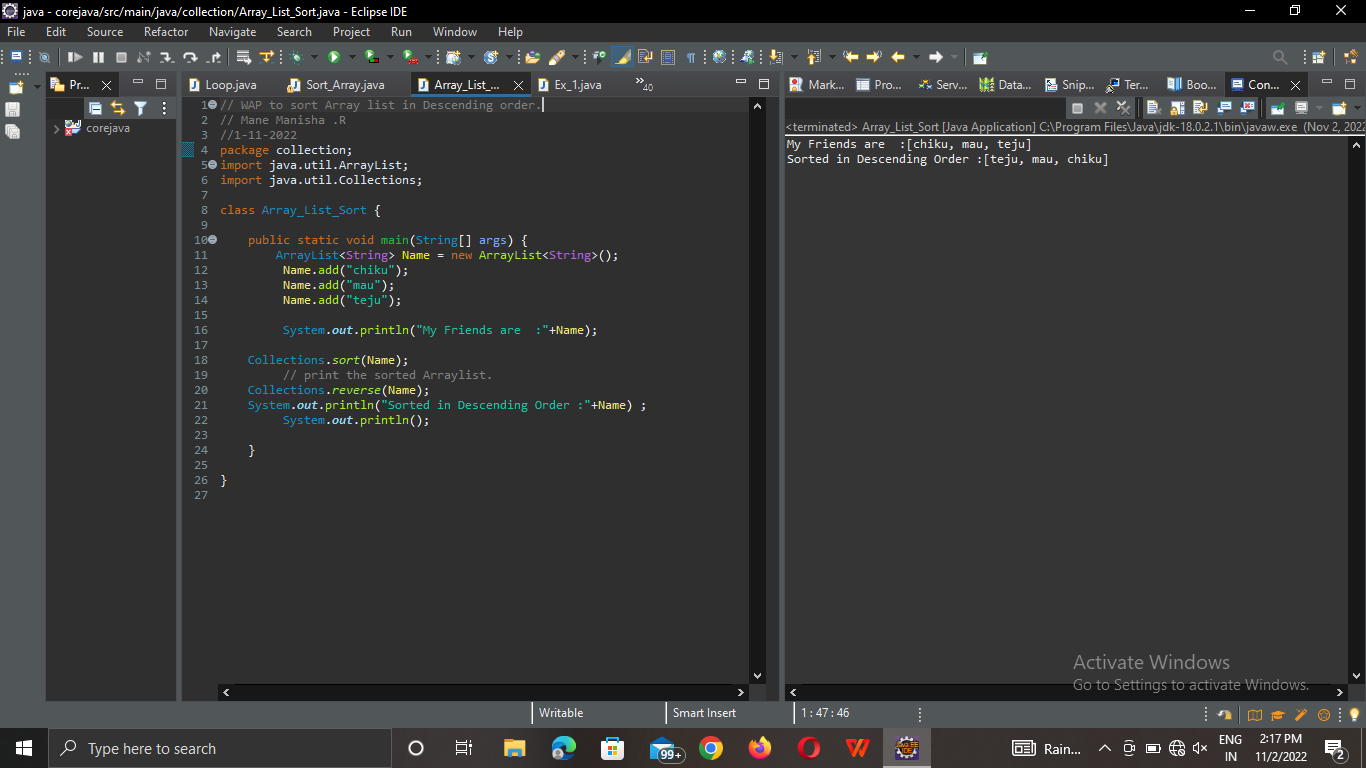 java - corejava/src/main/java/collection/Array_List_Sort.java - Eclipse IDE
File Edit Source Refactor Navigate Search Project Run Window Help
Pr...
Loop.java Sort_Array.java Array_List_... Ex_1.java 40
Mark... Pro... Serv... Data... Snip... Ter... Boo... Con...
corejava
1 // WAP to sort Array list in Descending order.
2 // Mane Manisha .R
3 //1-11-2022
4 package collection;
5 import java.util.ArrayList;
6 import java.util.Collections;
7
8 class Array_List_Sort {
9
10 public static void main(String[] args) {
11 ArrayList<String> Name = new ArrayList<String>();
12 Name.add("chiku");
13 Name.add("mau");
14 Name.add("teju");
15
16 System.out.println("My Friends are  :"+Name);
17
18 Collections.sort(Name);
19 // print the sorted Arraylist.
20 Collections.reverse(Name);
21 System.out.println("Sorted in Descending Order :"+Name) ;
22 System.out.println();
23
24 }
25
26 }
27
<terminated> Array_List_Sort [Java Application] C:\Program Files\Java\jdk-18.0.2.1\bin\javaw.exe (Nov 2, 2022
My Friends are  :[chiku, mau, teju]
Sorted in Descending Order :[teju, mau, chiku]
Activate Windows
Go to Settings to activate Windows.
Writable Smart Insert 1 : 47 : 46
Type here to search
99+
Rain...
ENG
IN
2:17 PM
11/2/2022
2